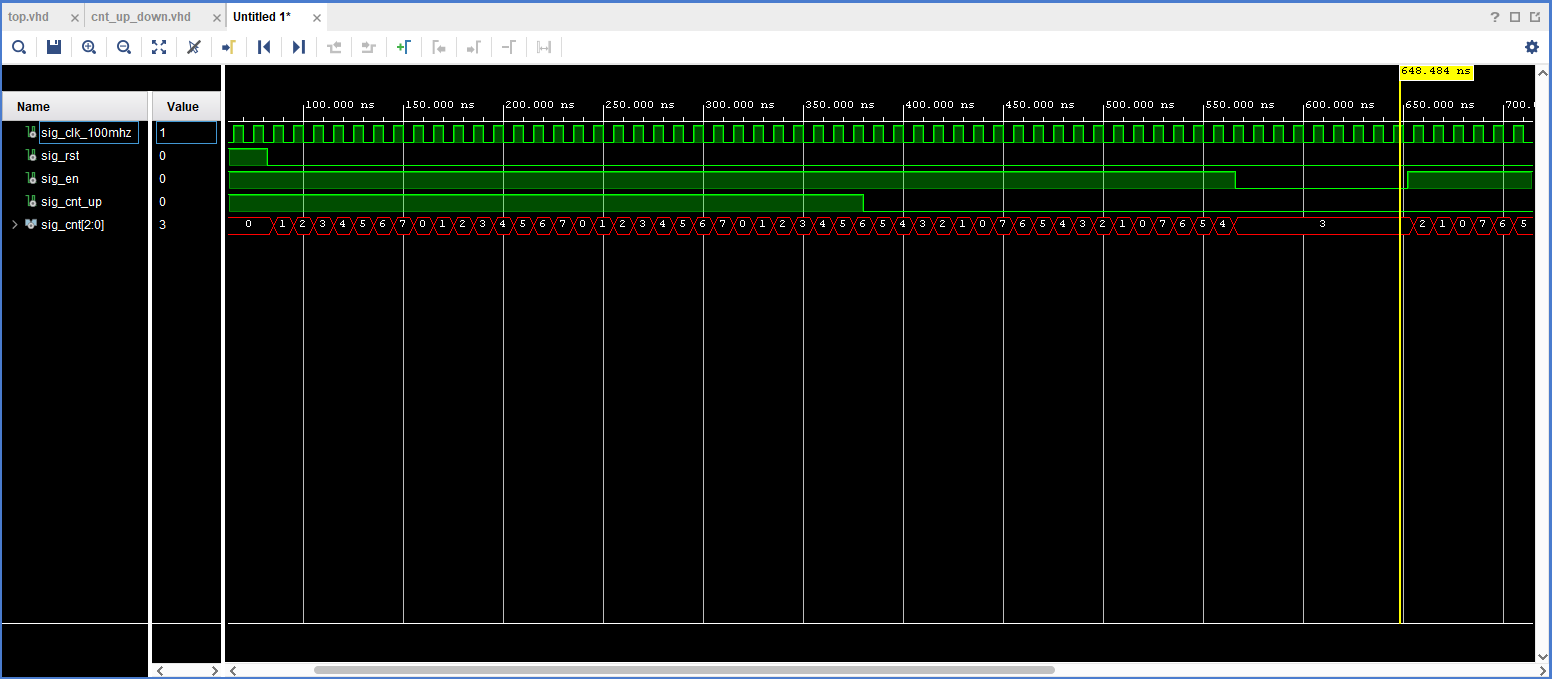 top.vhd × cnt_up_down.vhd × Untitled 1* × ?
648.484 ns
Name Value
100.000 ns 150.000 ns 200.000 ns 250.000 ns 300.000 ns 350.000 ns 400.000 ns 450.000 ns 500.000 ns 550.000 ns 600.000 ns 650.000 ns 700.
sig_clk_100mhz 1
sig_rst 0
sig_en 0
sig_cnt_up 0
sig_cnt[2:0] 3 0 1 2 3 4 5 6 7 0 1 2 3 4 5 6 7 0 1 2 3 4 5 6 7 0 1 2 3 4 5 6 5 4 3 2 1 0 7 6 5 4 3 2 1 0 7 6 5 4 3 2 1 0 7 6 5